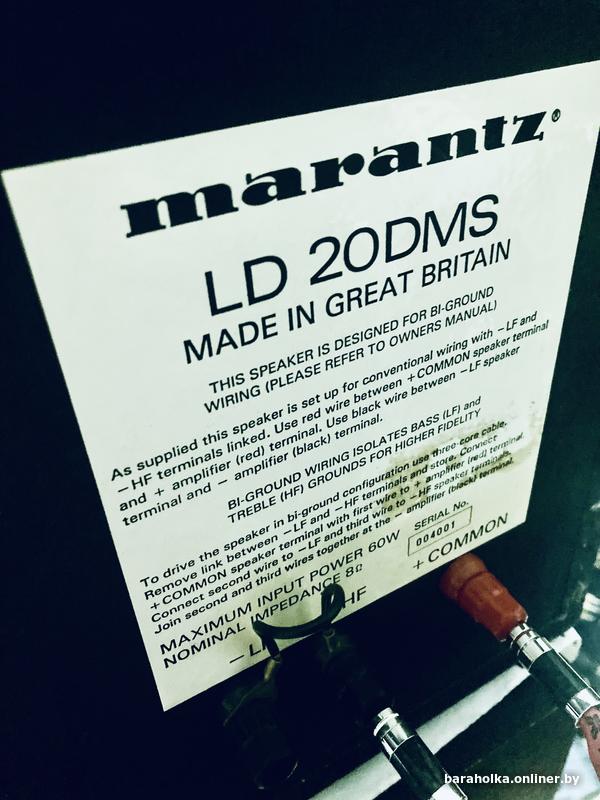 marantz®
LD 20DMS
MADE IN GREAT BRITAIN
THIS SPEAKER IS DESIGNED FOR BI-GROUND
WIRING (PLEASE REFER TO OWNERS MANUAL)
As supplied this speaker is set up for conventional wiring with -LF and
-HF terminals linked. Use red wire between +COMMON speaker terminal
and + amplifier (red) terminal. Use black wire between -LF speaker
terminal and - amplifier (black) terminal.
BI-GROUND WIRING ISOLATES BASS (LF) and
TREBLE (HF) GROUNDS FOR HIGHER FIDELITY
To drive the speaker in bi-ground configuration use three-core cable.
Remove link between -LF and -HF terminals and store. Connect
+COMMON speaker terminal with first wire to + amplifier (red) terminal.
Connect second wire to -LF and third wire to -HF speaker terminals.
Join second and third wires together at the - amplifier (black) terminal.
MAXIMUM INPUT POWER 60W
NOMINAL IMPEDANCE 8Ω
SERIAL No.
004001
-LF
HF
+COMMON
baraholka.onliner.by